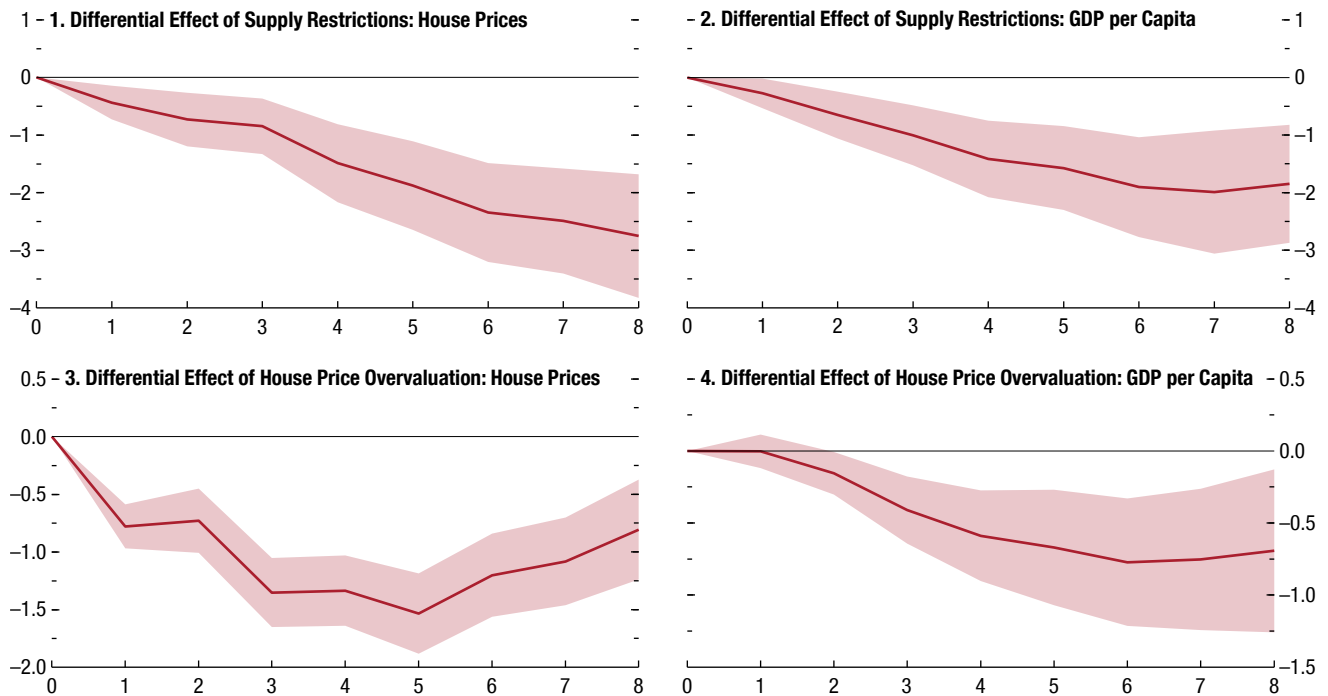 1. Differential Effect of Supply Restrictions: House Prices
1
0
–1
–2
–3
–4
0 1 2 3 4 5 6 7 8
2. Differential Effect of Supply Restrictions: GDP per Capita
1
0
–1
–2
–3
–4
0 1 2 3 4 5 6 7 8
3. Differential Effect of House Price Overvaluation: House Prices
0.5
0.0
–0.5
–1.0
–1.5
–2.0
0 1 2 3 4 5 6 7 8
4. Differential Effect of House Price Overvaluation: GDP per Capita
0.5
0.0
–0.5
–1.0
–1.5
0 1 2 3 4 5 6 7 8